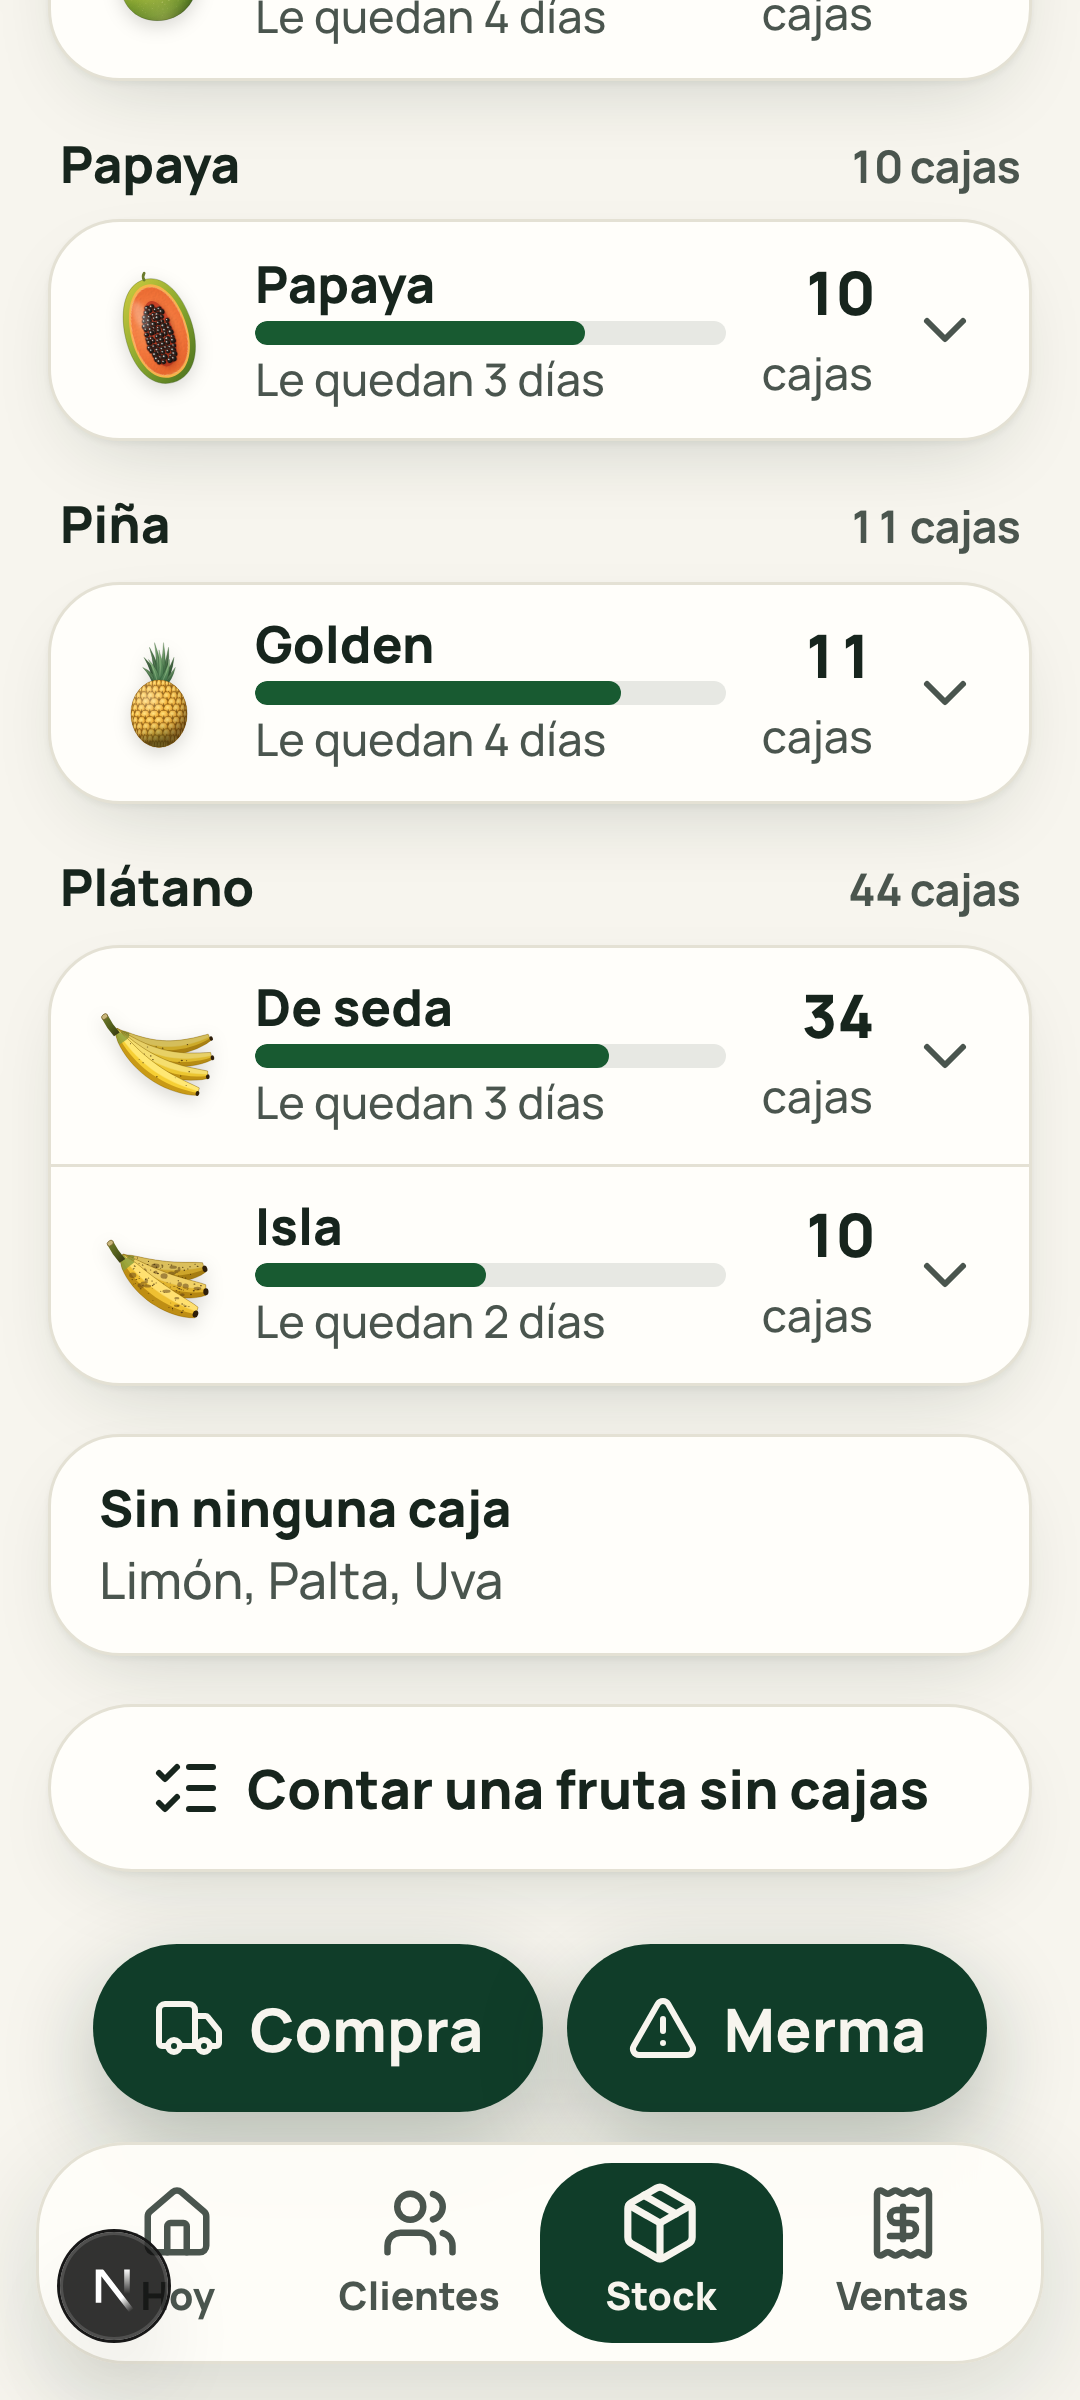 Le quedan 4 días
cajas
Papaya
10 cajas
Papaya
10
Le quedan 3 días
cajas
Piña
11 cajas
Golden
11
Le quedan 4 días
cajas
Plátano
44 cajas
De seda
34
Le quedan 3 días
cajas
Isla
10
Le quedan 2 días
cajas
Sin ninguna caja
Limón, Palta, Uva
Contar una fruta sin cajas
Compra
Merma
N
Hoy
Clientes
Stock
Ventas